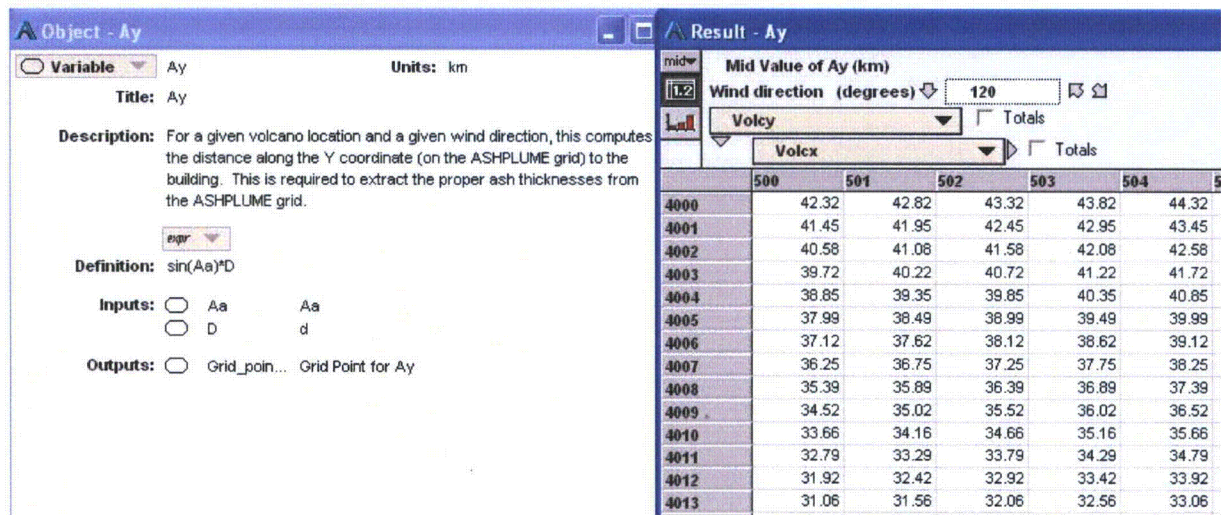 Object - Ay
Variable Ay Units: km
Title: Ay
Description: For a given volcano location and a given wind direction, this computes
the distance along the Y coordinate (on the ASHPLUME grid) to the
building. This is required to extract the proper ash thicknesses from
the ASHPLUME grid.
expr
Definition: sin(Aa)*D
Inputs: Aa Aa
D d
Outputs: Grid_poin... Grid Point for Ay
Result - Ay
mid
Mid Value of Ay (km)
1.2
Wind direction (degrees) 120
Volcy Totals
Volcx Totals
500 501 502 503 504 5
4000 42.32 42.82 43.32 43.82 44.32
4001 41.45 41.95 42.45 42.95 43.45
4002 40.58 41.08 41.58 42.08 42.58
4003 39.72 40.22 40.72 41.22 41.72
4004 38.85 39.35 39.85 40.35 40.85
4005 37.99 38.49 38.99 39.49 39.99
4006 37.12 37.62 38.12 38.62 39.12
4007 36.25 36.75 37.25 37.75 38.25
4008 35.39 35.89 36.39 36.89 37.39
4009 34.52 35.02 35.52 36.02 36.52
4010 33.66 34.16 34.66 35.16 35.66
4011 32.79 33.29 33.79 34.29 34.79
4012 31.92 32.42 32.92 33.42 33.92
4013 31.06 31.56 32.06 32.56 33.06